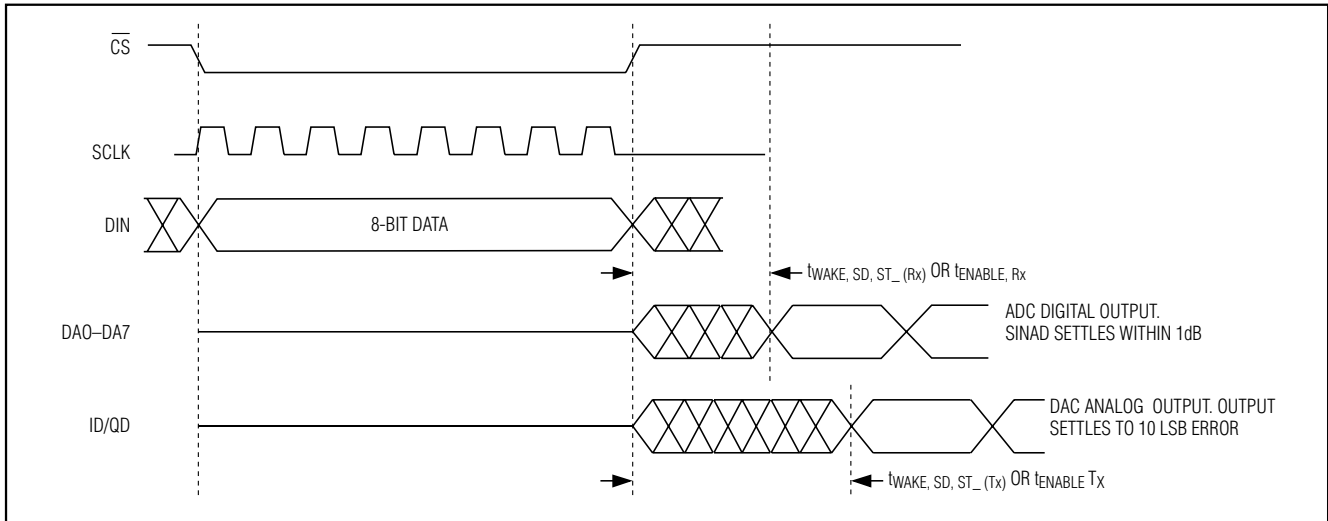 CS
SCLK
DIN
8-BIT DATA
tWAKE, SD, ST_ (Rx) OR tENABLE, Rx
DA0–DA7
ADC DIGITAL OUTPUT.
SINAD SETTLES WITHIN 1dB
ID/QD
DAC ANALOG OUTPUT. OUTPUT
SETTLES TO 10 LSB ERROR
tWAKE, SD, ST_ (Tx) OR tENABLE TX